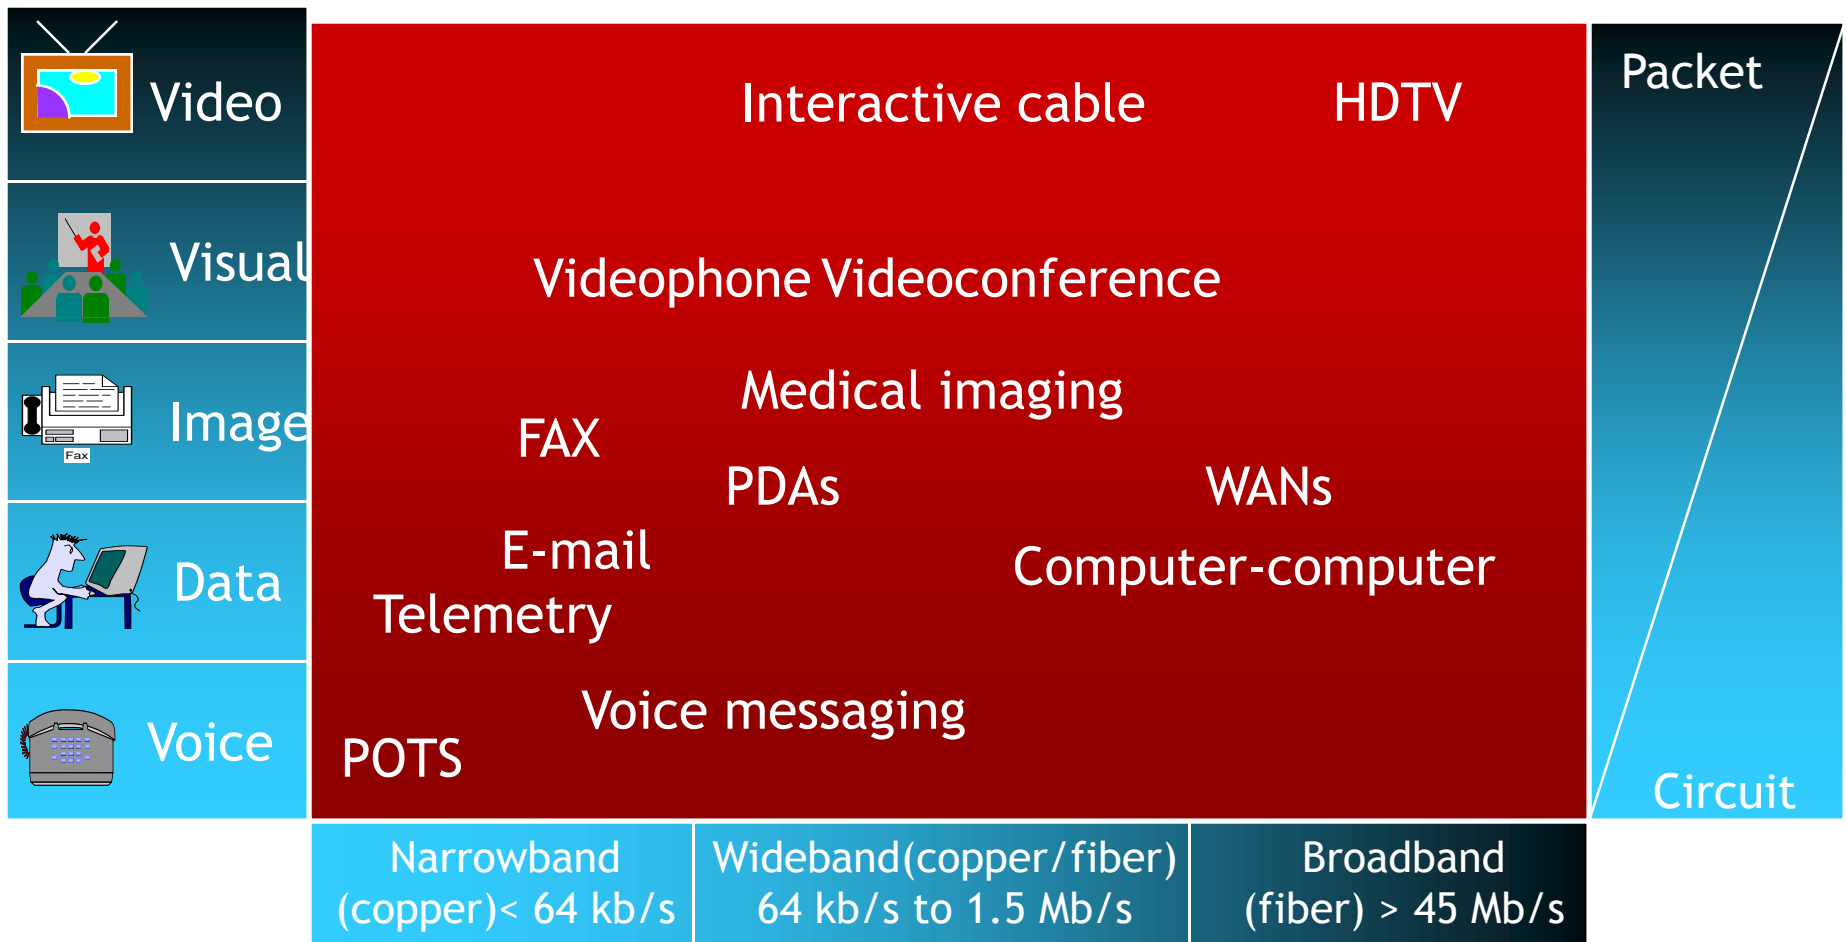 Video
Interactive cable
HDTV
Packet
Visual
Videophone Videoconference
Image
Fax
Medical imaging
FAX
PDAs
WANs
Data
E-mail
Computer-computer
Telemetry
Voice
Voice messaging
POTS
Circuit
Narrowband
(copper)< 64 kb/s
Wideband(copper/fiber)
64 kb/s to 1.5 Mb/s
Broadband
(fiber) > 45 Mb/s